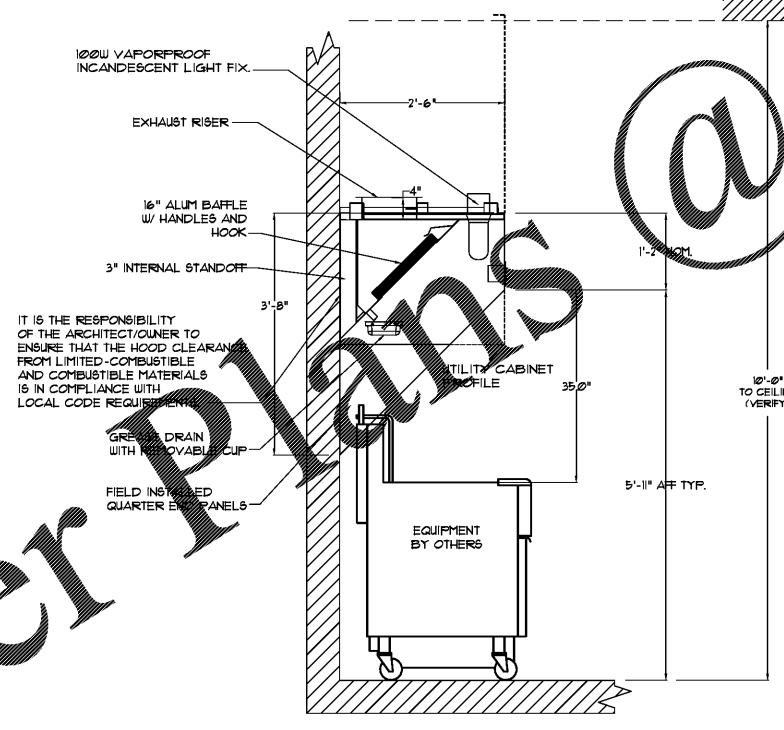 100W VAPORPROOF
INCANDESCENT LIGHT FIX.
2'-6"
EXHAUST RISER
4"
16" ALUM BAFFLE
W/ HANDLES AND
HOOK
1'-2" NOM.
3" INTERNAL STANDOFF
3'-8"
IT IS THE RESPONSIBILITY
OF THE ARCHITECT/OWNER TO
ENSURE THAT THE HOOD CLEARANCE
FROM LIMITED-COMBUSTIBLE
AND COMBUSTIBLE MATERIALS
IS IN COMPLIANCE WITH
LOCAL CODE REQUIREMENTS
UTILITY CABINET
PROFILE
35.0"
10'-0"
TO CEILI
(VERIFY
GREASE DRAIN
WITH REMOVABLE CUP
5'-11" AFF TYP.
FIELD INSTALLED
QUARTER END PANELS
EQUIPMENT
BY OTHERS
er Plans @